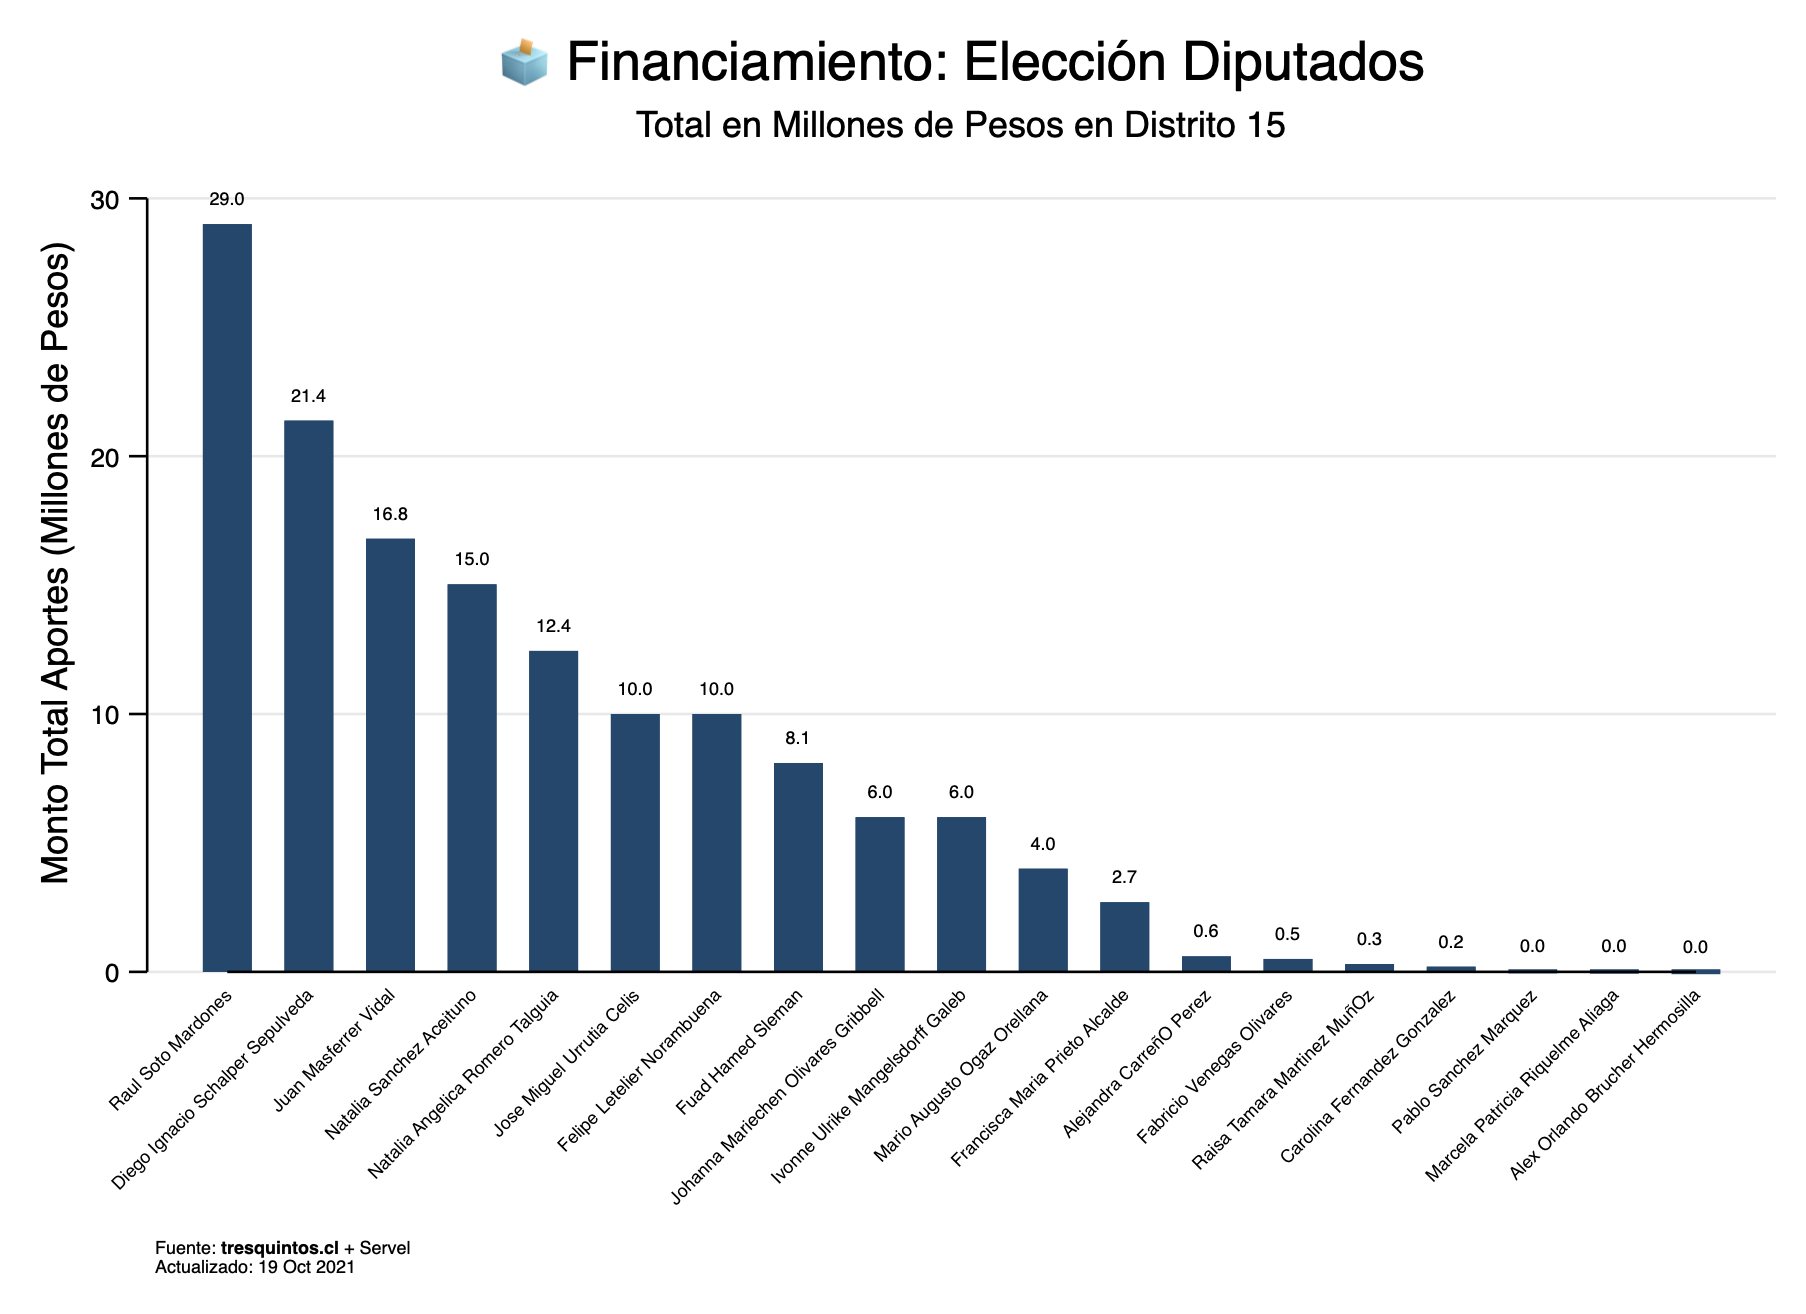 Financiamiento: Elección Diputados
Total en Millones de Pesos en Distrito 15
Monto Total Aportes (Millones de Pesos)
30
20
10
0
29.0
21.4
16.8
15.0
12.4
10.0
10.0
8.1
6.0
6.0
4.0
2.7
0.6
0.5
0.3
0.2
0.0
0.0
0.0
Raul Soto Mardones
Diego Ignacio Schalper Sepulveda
Juan Masferrer Vidal
Natalia Sanchez Aceituno
Natalia Angelica Romero Talguia
Jose Miguel Urrutia Celis
Felipe Letelier Norambuena
Fuad Hamed Sleman
Johanna Mariechen Olivares Gribbell
Ivonne Ulrike Mangelsdorff Galeb
Mario Augusto Ogaz Orellana
Francisca Maria Prieto Alcalde
Alejandra CarreñO Perez
Fabricio Venegas Olivares
Raisa Tamara Martinez MuñOz
Carolina Fernandez Gonzalez
Pablo Sanchez Marquez
Marcela Patricia Riquelme Aliaga
Alex Orlando Brucher Hermosilla
Fuente: tresquintos.cl + Servel
Actualizado: 19 Oct 2021